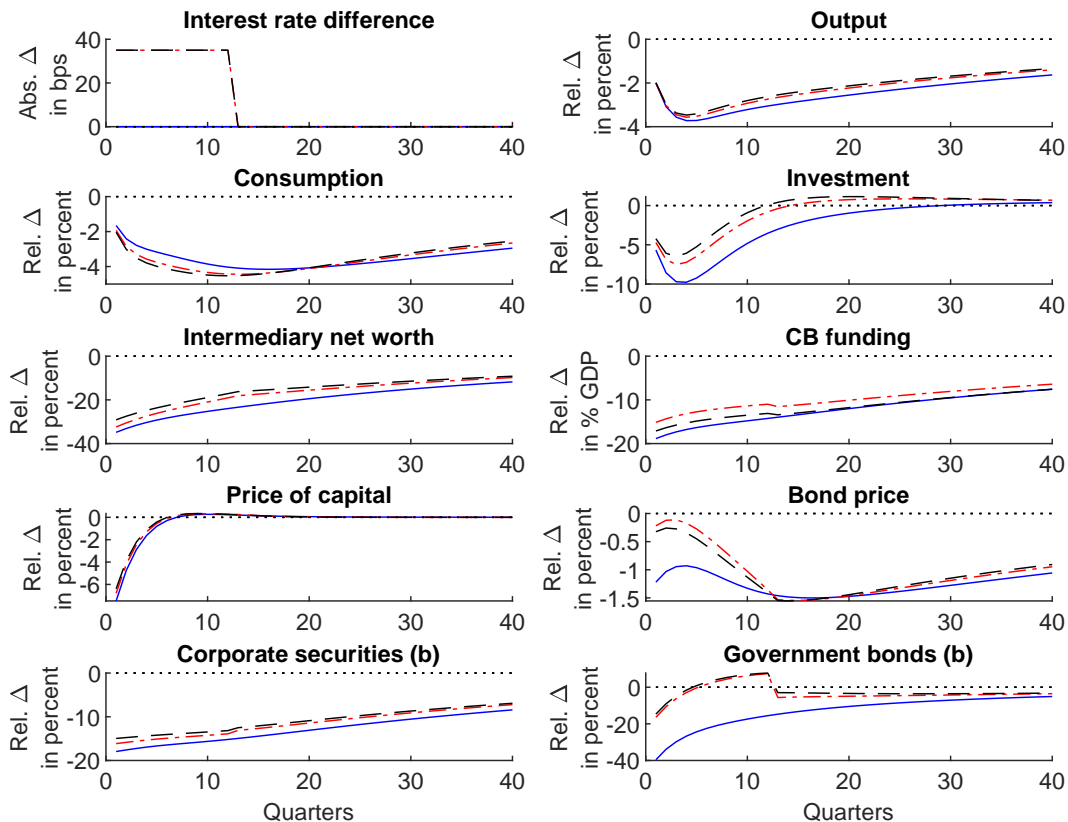 Interest rate difference
Abs. Δ
in bps
40
20
0
0
10
20
30
40
Output
Rel. Δ
in percent
0
-2
-4
0
10
20
30
40
Consumption
Rel. Δ
in percent
0
-2
-4
0
10
20
30
40
Investment
Rel. Δ
in percent
0
-5
-10
0
10
20
30
40
Intermediary net worth
Rel. Δ
in percent
0
-20
-40
0
10
20
30
40
CB funding
Rel. Δ
in % GDP
0
-10
-20
0
10
20
30
40
Price of capital
Rel. Δ
in percent
0
-2
-4
-6
0
10
20
30
40
Bond price
Rel. Δ
in percent
0
-0.5
-1
-1.5
0
10
20
30
40
Corporate securities (b)
Rel. Δ
in percent
0
-10
-20
0
10
20
30
40
Quarters
Government bonds (b)
Rel. Δ
in percent
0
-20
-40
0
10
20
30
40
Quarters